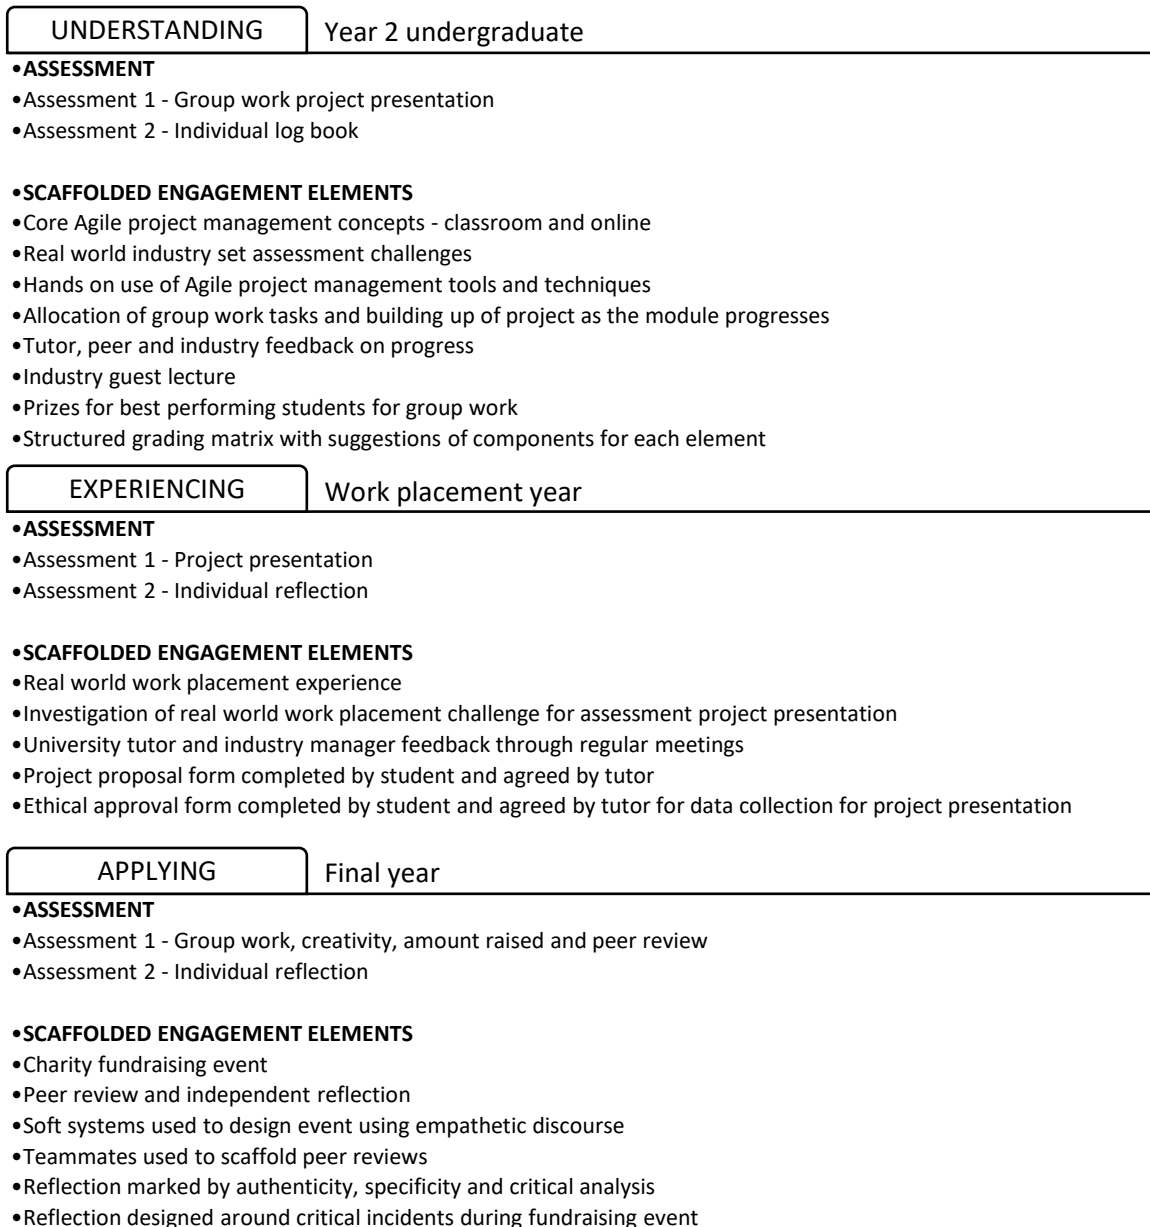 UNDERSTANDING Year 2 undergraduate
•ASSESSMENT
•Assessment 1 - Group work project presentation
•Assessment 2 - Individual log book
•SCAFFOLDED ENGAGEMENT ELEMENTS
•Core Agile project management concepts - classroom and online
•Real world industry set assessment challenges
•Hands on use of Agile project management tools and techniques
•Allocation of group work tasks and building up of project as the module progresses
•Tutor, peer and industry feedback on progress
•Industry guest lecture
•Prizes for best performing students for group work
•Structured grading matrix with suggestions of components for each element
EXPERIENCING Work placement year
•ASSESSMENT
•Assessment 1 - Project presentation
•Assessment 2 - Individual reflection
•SCAFFOLDED ENGAGEMENT ELEMENTS
•Real world work placement experience
•Investigation of real world work placement challenge for assessment project presentation
•University tutor and industry manager feedback through regular meetings
•Project proposal form completed by student and agreed by tutor
•Ethical approval form completed by student and agreed by tutor for data collection for project presentation
APPLYING Final year
•ASSESSMENT
•Assessment 1 - Group work, creativity, amount raised and peer review
•Assessment 2 - Individual reflection
•SCAFFOLDED ENGAGEMENT ELEMENTS
•Charity fundraising event
•Peer review and independent reflection
•Soft systems used to design event using empathetic discourse
•Teammates used to scaffold peer reviews
•Reflection marked by authenticity, specificity and critical analysis
•Reflection designed around critical incidents during fundraising event